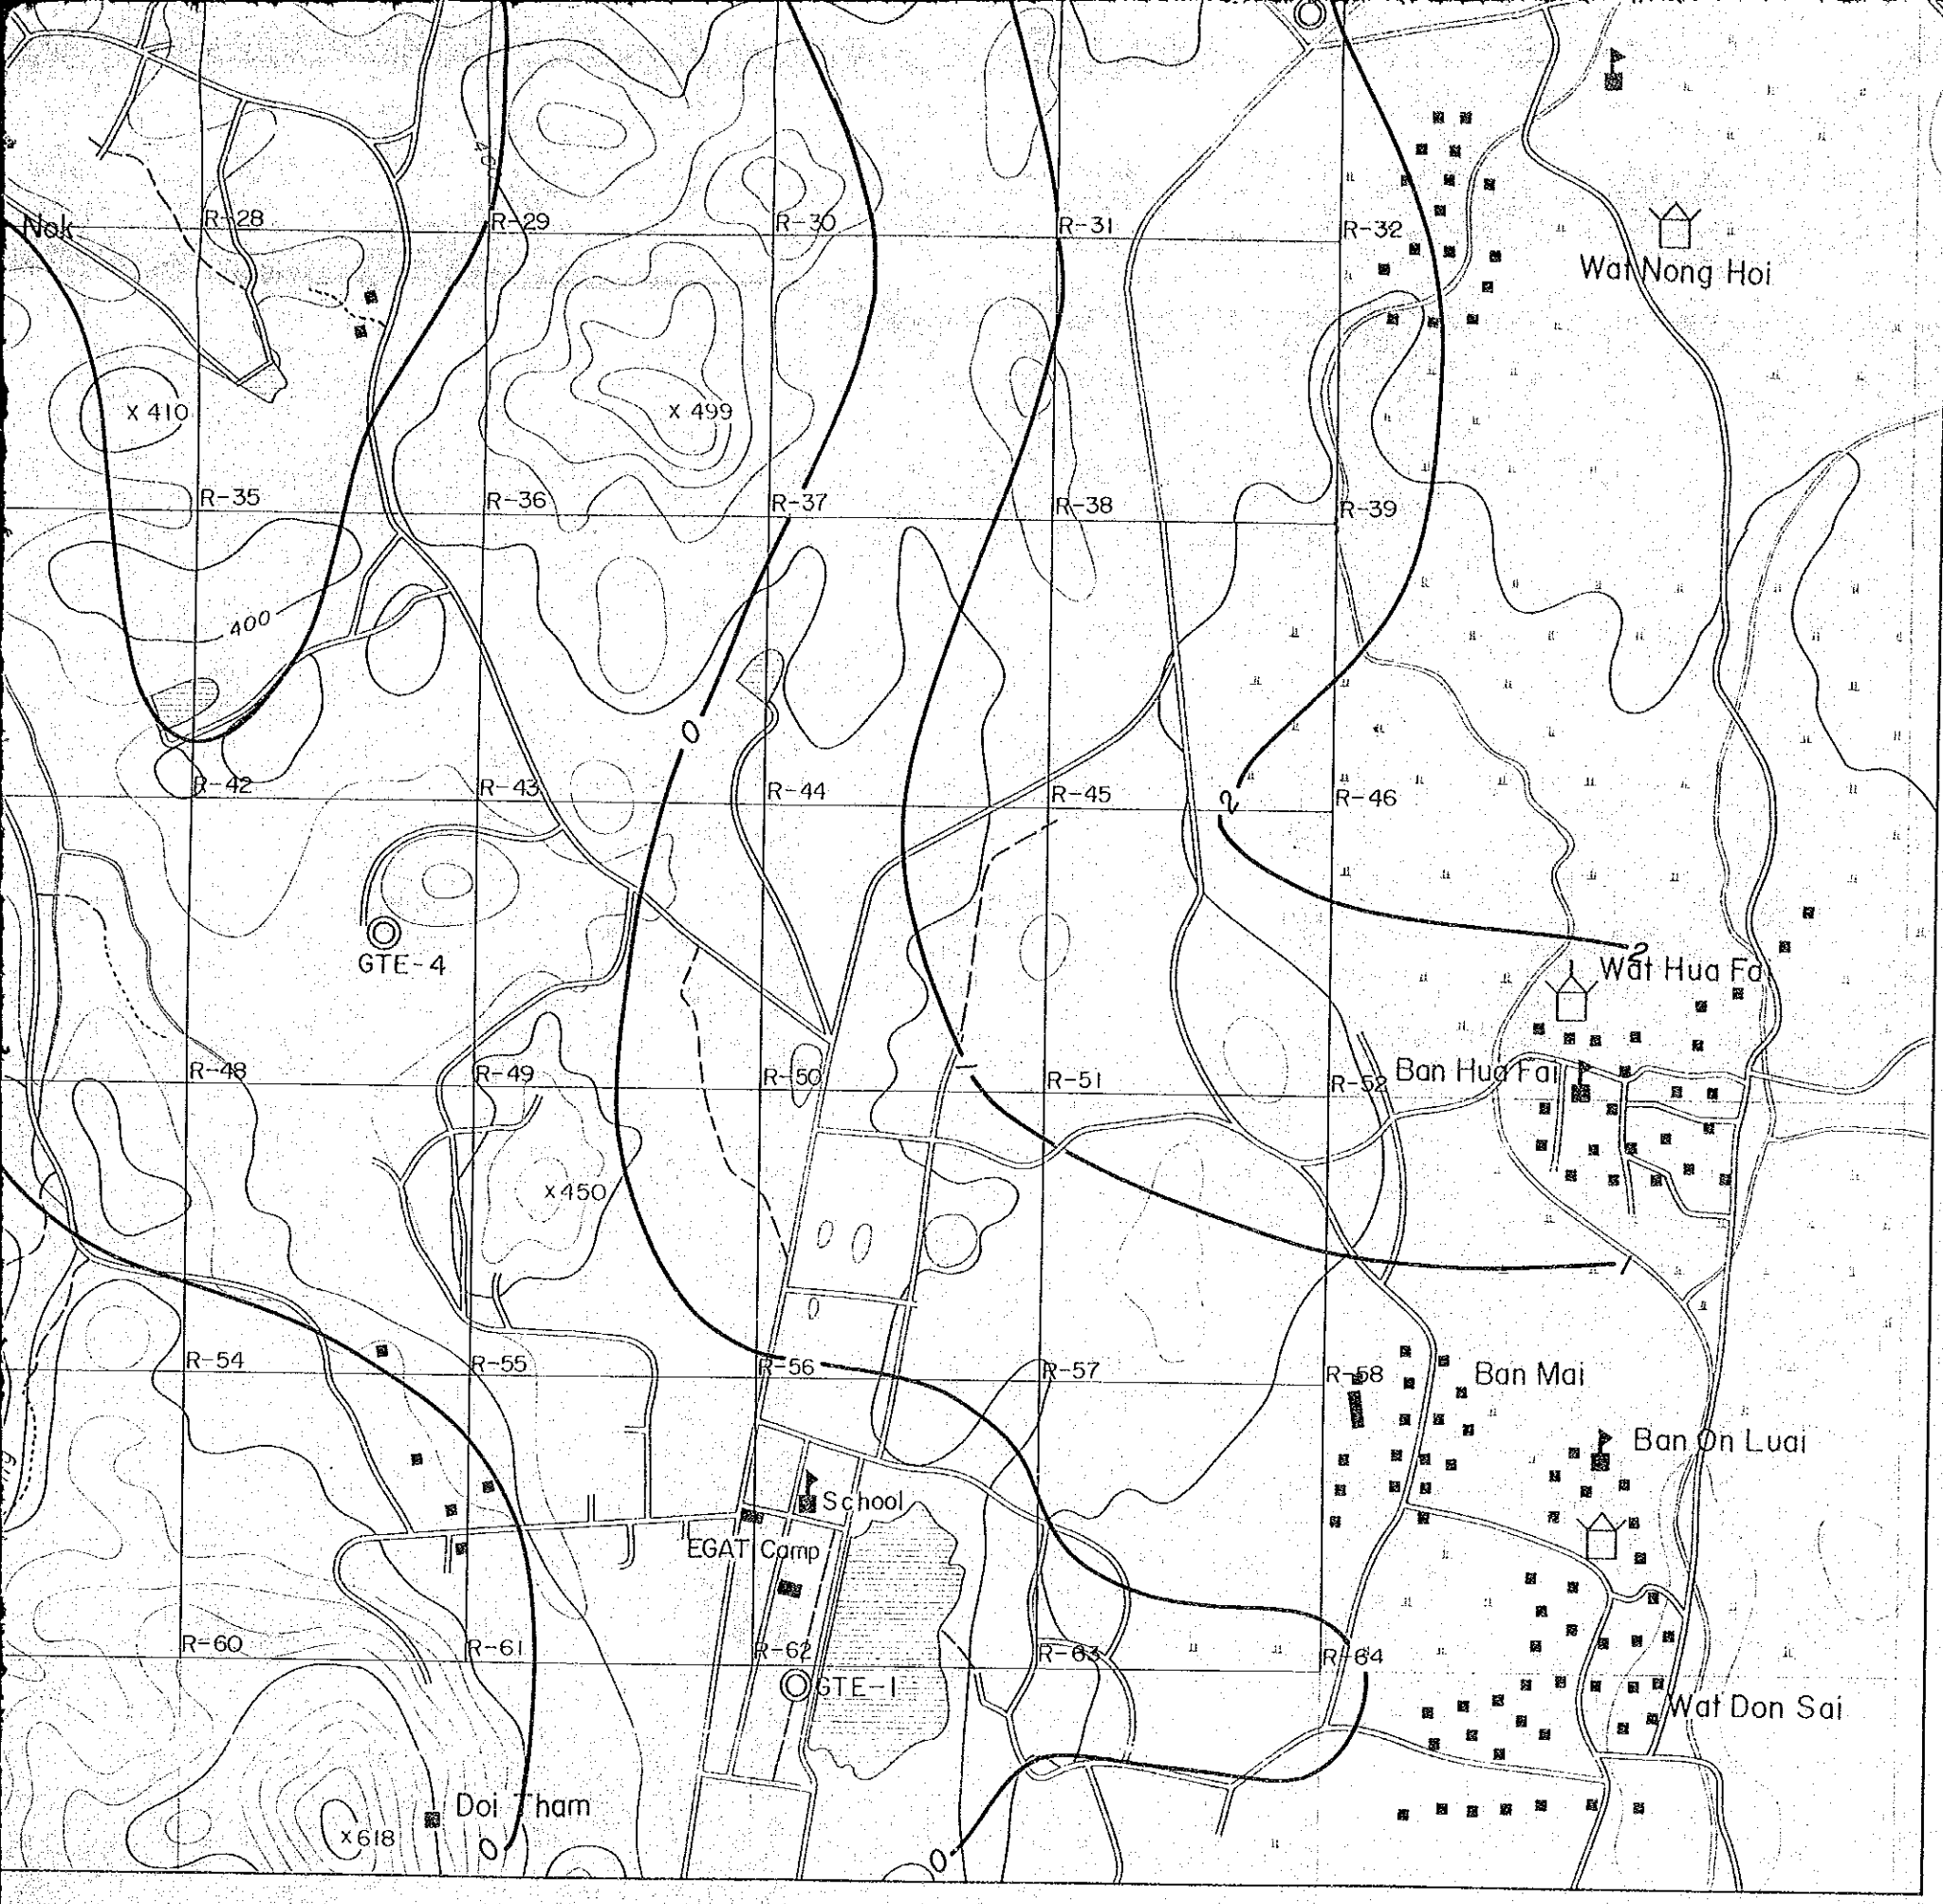 Nok
R-28
R-29
R-30
R-31
R-32
Wat Nong Hoi
x 410
x 499
R-35
R-36
R-37
R-38
R-39
400
0
R-42
R-43
R-44
R-45
R-46
2
GTE-4
2
Wat Hua Fai
R-48
R-49
R-50
1
R-51
R-52
Ban Hua Fai
x450
1
R-54
R-55
R-56
R-57
R-58
Ban Mai
Ban On Luai
School
EGAT Camp
R-60
R-61
R-62
R-63
R-64
GTE-1
Wat Don Sai
Doi Tham
x618
0
0